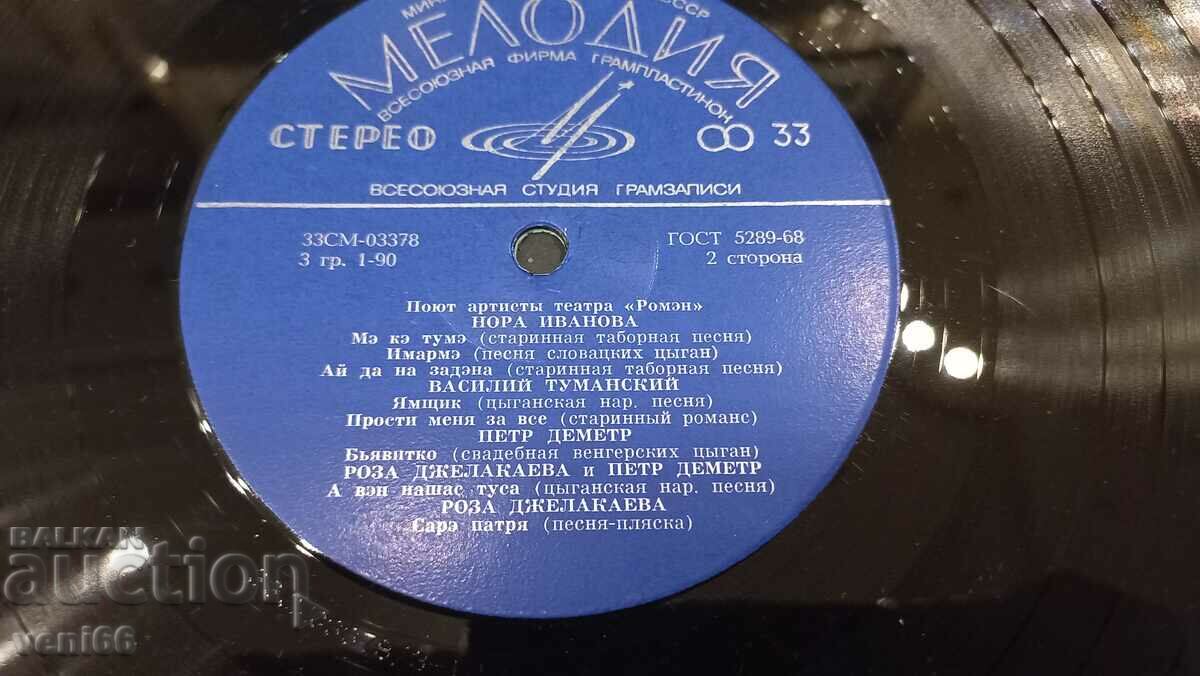 СССР
МЕЛОДИЯ
ВСЕСОЮЗНАЯ ФИРМА ГРАМПЛАСТИНОК
СТЕРЕО 33
ВСЕСОЮЗНАЯ СТУДИЯ ГРАМЗАПИСИ
33СМ-03378 ГОСТ 5289-68
3 гр. 1-90 2 сторона
Поют артисты театра «Ромэн»
НОРА ИВАНОВА
Мэ кэ тумэ (старинная таборная песня)
Имармэ (песня словацких цыган)
Ай да на задэпа (старинная таборная песня)
ВАСИЛИЙ ТУМАНСКИЙ
Ямщик (цыганская нар. песня)
Прости меня за все (старинный романс)
ПЕТР ДЕМЕТР
Бьявитко (свадебная венгерских цыган)
РОЗА ДЖЕЛАКАЕВА и ПЕТР ДЕМЕТР
А вэн нашас туса (цыганская нар. песня)
РОЗА ДЖЕЛАКАЕВА
Сарэ патря (песня-пляска)
BALKAN
auction
veni66